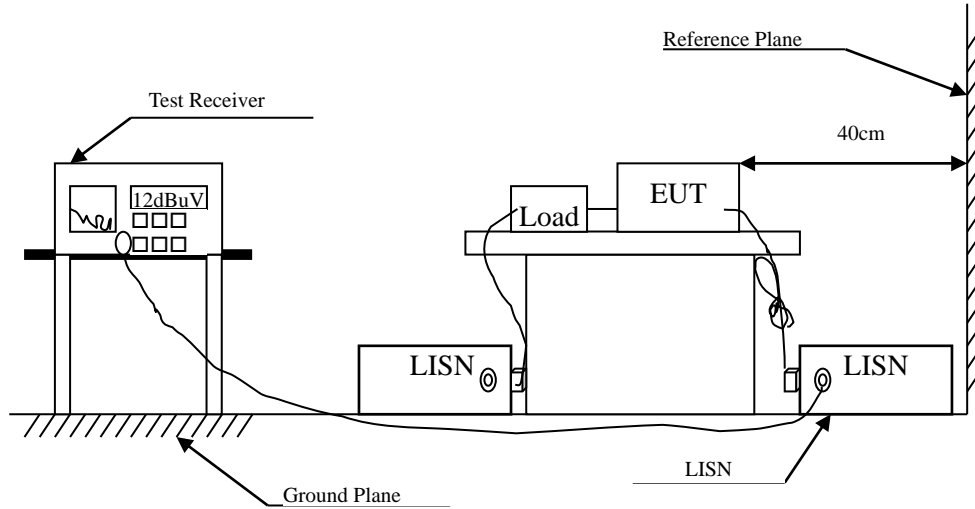 Reference Plane
Test Receiver
40cm
12dBuV
EUT
Load
LISN
LISN
LISN
Ground Plane